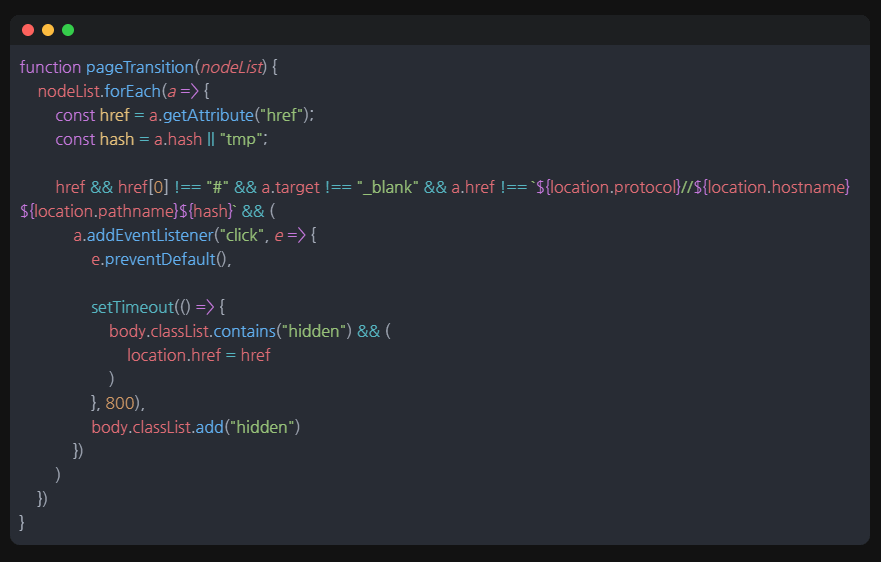 function pageTransition(nodeList) {
nodeList.forEach(a => {
const href = a.getAttribute("href");
const hash = a.hash || "tmp";
href && href[0] !== "#" && a.target !== "_blank" && a.href !== `${location.protocol}//${location.hostname}
${location.pathname}${hash}` && (
a.addEventListener("click", e => {
e.preventDefault(),
setTimeout(() => {
body.classList.contains("hidden") && (
location.href = href
)
}, 800),
body.classList.add("hidden")
})
)
})
}